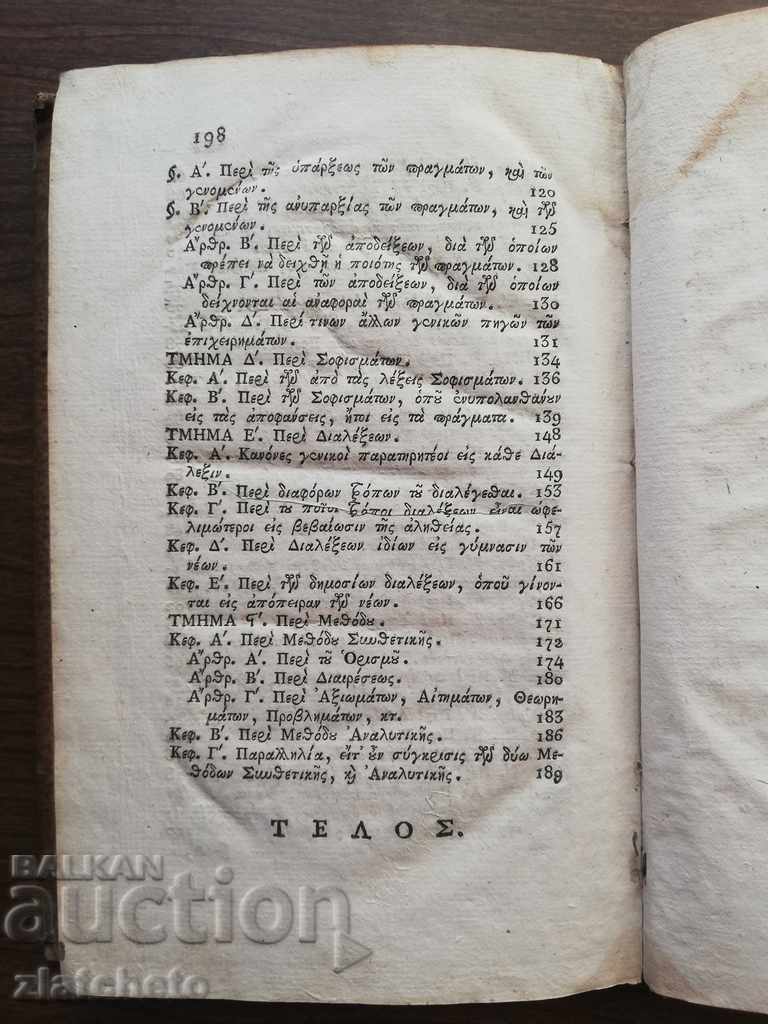 198
§. Α΄. Περὶ τῆς ὑπάρξεως τῶν πραγμάτων, καὶ τῶν
γενομένων. 120
§. Β΄. Περὶ τῆς ἀνυπαρξίας τῶν πραγμάτων, καὶ τῶν
γενομένων. 125
Ἄρθρ. Β΄. Περὶ τῶν ἀποδείξεων, διὰ τῶν ὁποίων
πρέπει νὰ δειχθῇ ἡ ποιότης τῶν πραγμάτων. 128
Ἄρθρ. Γ΄. Περὶ τῶν ἀποδείξεων, διὰ τῶν ὁποίων
δείχνονται αἱ ἀναφοραὶ τῶν πραγμάτων. 130
Ἄρθρ. Δ΄. Περί τινων ἄλλων γενικῶν πηγῶν τῶν
ἐπιχειρημάτων. 131
ΤΜΗΜΑ Δ΄. Περὶ Σοφισμάτων. 134
Κεφ. Α΄. Περὶ τῶν ἀπὸ τὰς λέξεις Σοφισμάτων. 136
Κεφ. Β΄. Περὶ τῶν Σοφισμάτων, ὁποῦ ἐνυπολανθάνουν
εἰς τὰς ἀποφάνσεις, ἤτοι εἰς τὰ πράγματα. 139
ΤΜΗΜΑ Ε΄. Περὶ Διαλέξεων. 148
Κεφ. Α΄. Κανόνες γενικοὶ παρατηρητέοι εἰς κάθε Διά-
λεξιν. 149
Κεφ. Β΄. Περὶ διαφόρων τρόπων τοῦ διαλέγεσθαι. 153
Κεφ. Γ΄. Περὶ τοῦ ποῖοι τρόποι διαλέξεων εἶναι ὠφε-
λιμώτεροι εἰς βεβαίωσιν τῆς ἀληθείας. 157
Κεφ. Δ΄. Περὶ Διαλέξεων ἰδίων εἰς γύμνασιν τῶν
νέων. 161
Κεφ. Ε΄. Περὶ τῶν δημοσίων διαλέξεων, ὁποῦ γίνον-
ται εἰς ἀπόπειραν τῶν νέων. 166
ΤΜΗΜΑ Ϛ΄. Περὶ Μεθόδου. 171
Κεφ. Α΄. Περὶ Μεθόδου Συνθετικῆς. 172
Ἄρθρ. Α΄. Περὶ τοῦ Ὁρισμοῦ. 174
Ἄρθρ. Β΄. Περὶ Διαιρέσεως. 180
Ἄρθρ. Γ΄. Περὶ Ἀξιωμάτων, Αἰτημάτων, Θεωρη-
μάτων, Προβλημάτων, κτ. 183
Κεφ. Β΄. Περὶ Μεθόδου Ἀναλυτικῆς. 186
Κεφ. Γ΄. Παραλληλία, εἴτ' οὖν σύγκρισις τῶν δύω Με-
θόδων Συνθετικῆς, καὶ Ἀναλυτικῆς. 189
ΤΕΛΟΣ.
BALKAN
auction
zlatcheto